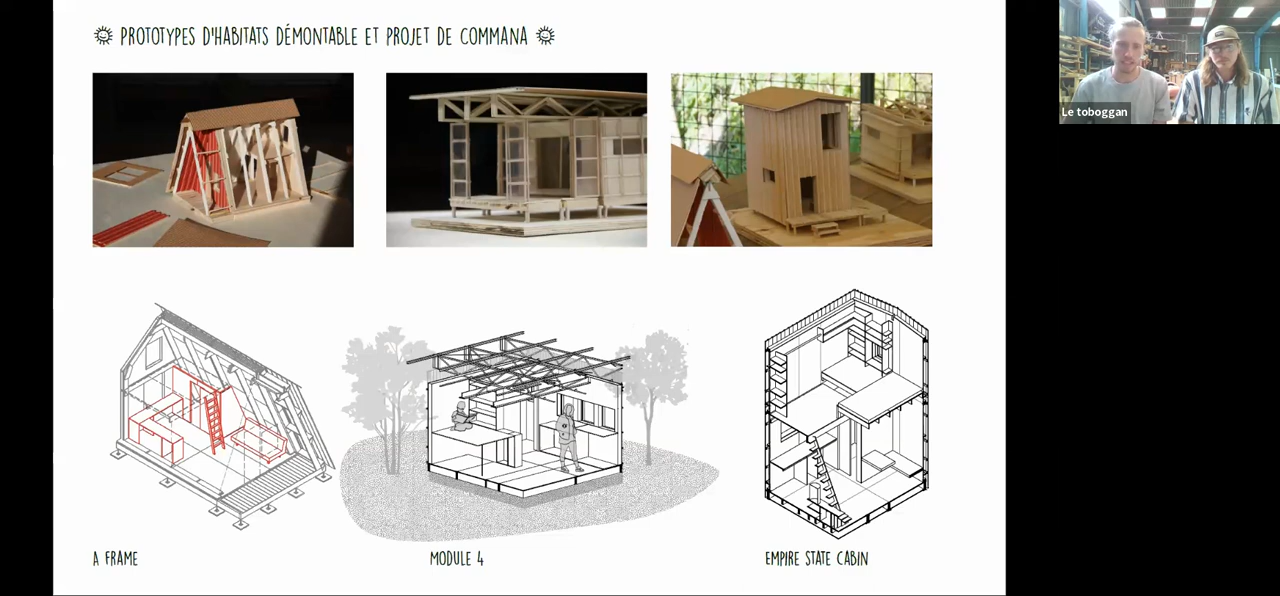 PROTOTYPES D'HABITATS DÉMONTABLE ET PROJET DE COMMANA
Le toboggan
A FRAME
MODULE 4
EMPIRE STATE CABIN